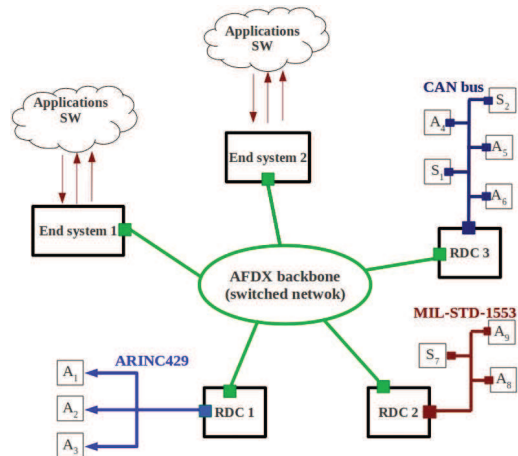 Applications
SW
Applications
SW
CAN bus
S2
A4
A5
S1
A6
End system 2
End system 1
RDC 3
AFDX backbone
(switched netwok)
MIL-STD-1553
A9
S7
A8
ARINC429
A1
A2
A3
RDC 1
RDC 2